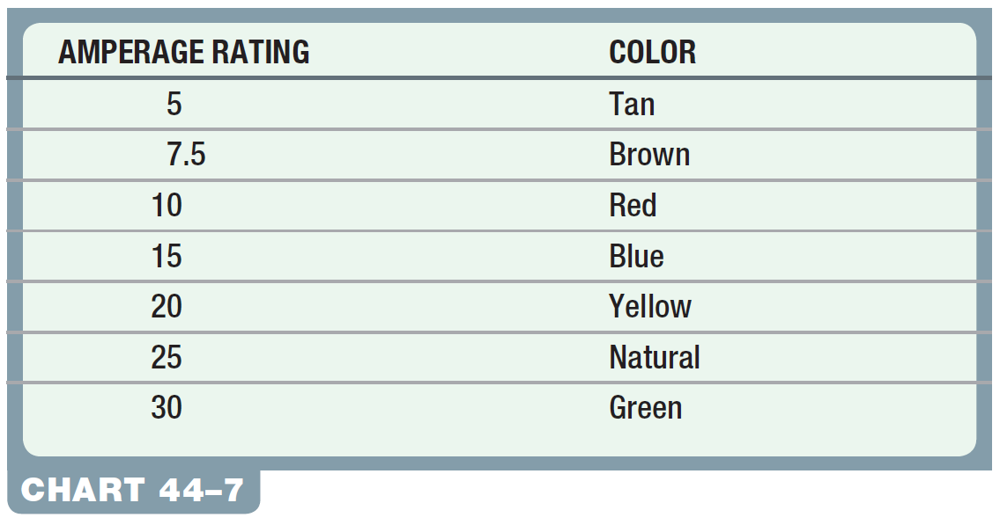 AMPERAGE RATING COLOR
5 Tan
7.5 Brown
10 Red
15 Blue
20 Yellow
25 Natural
30 Green
CHART 44–7